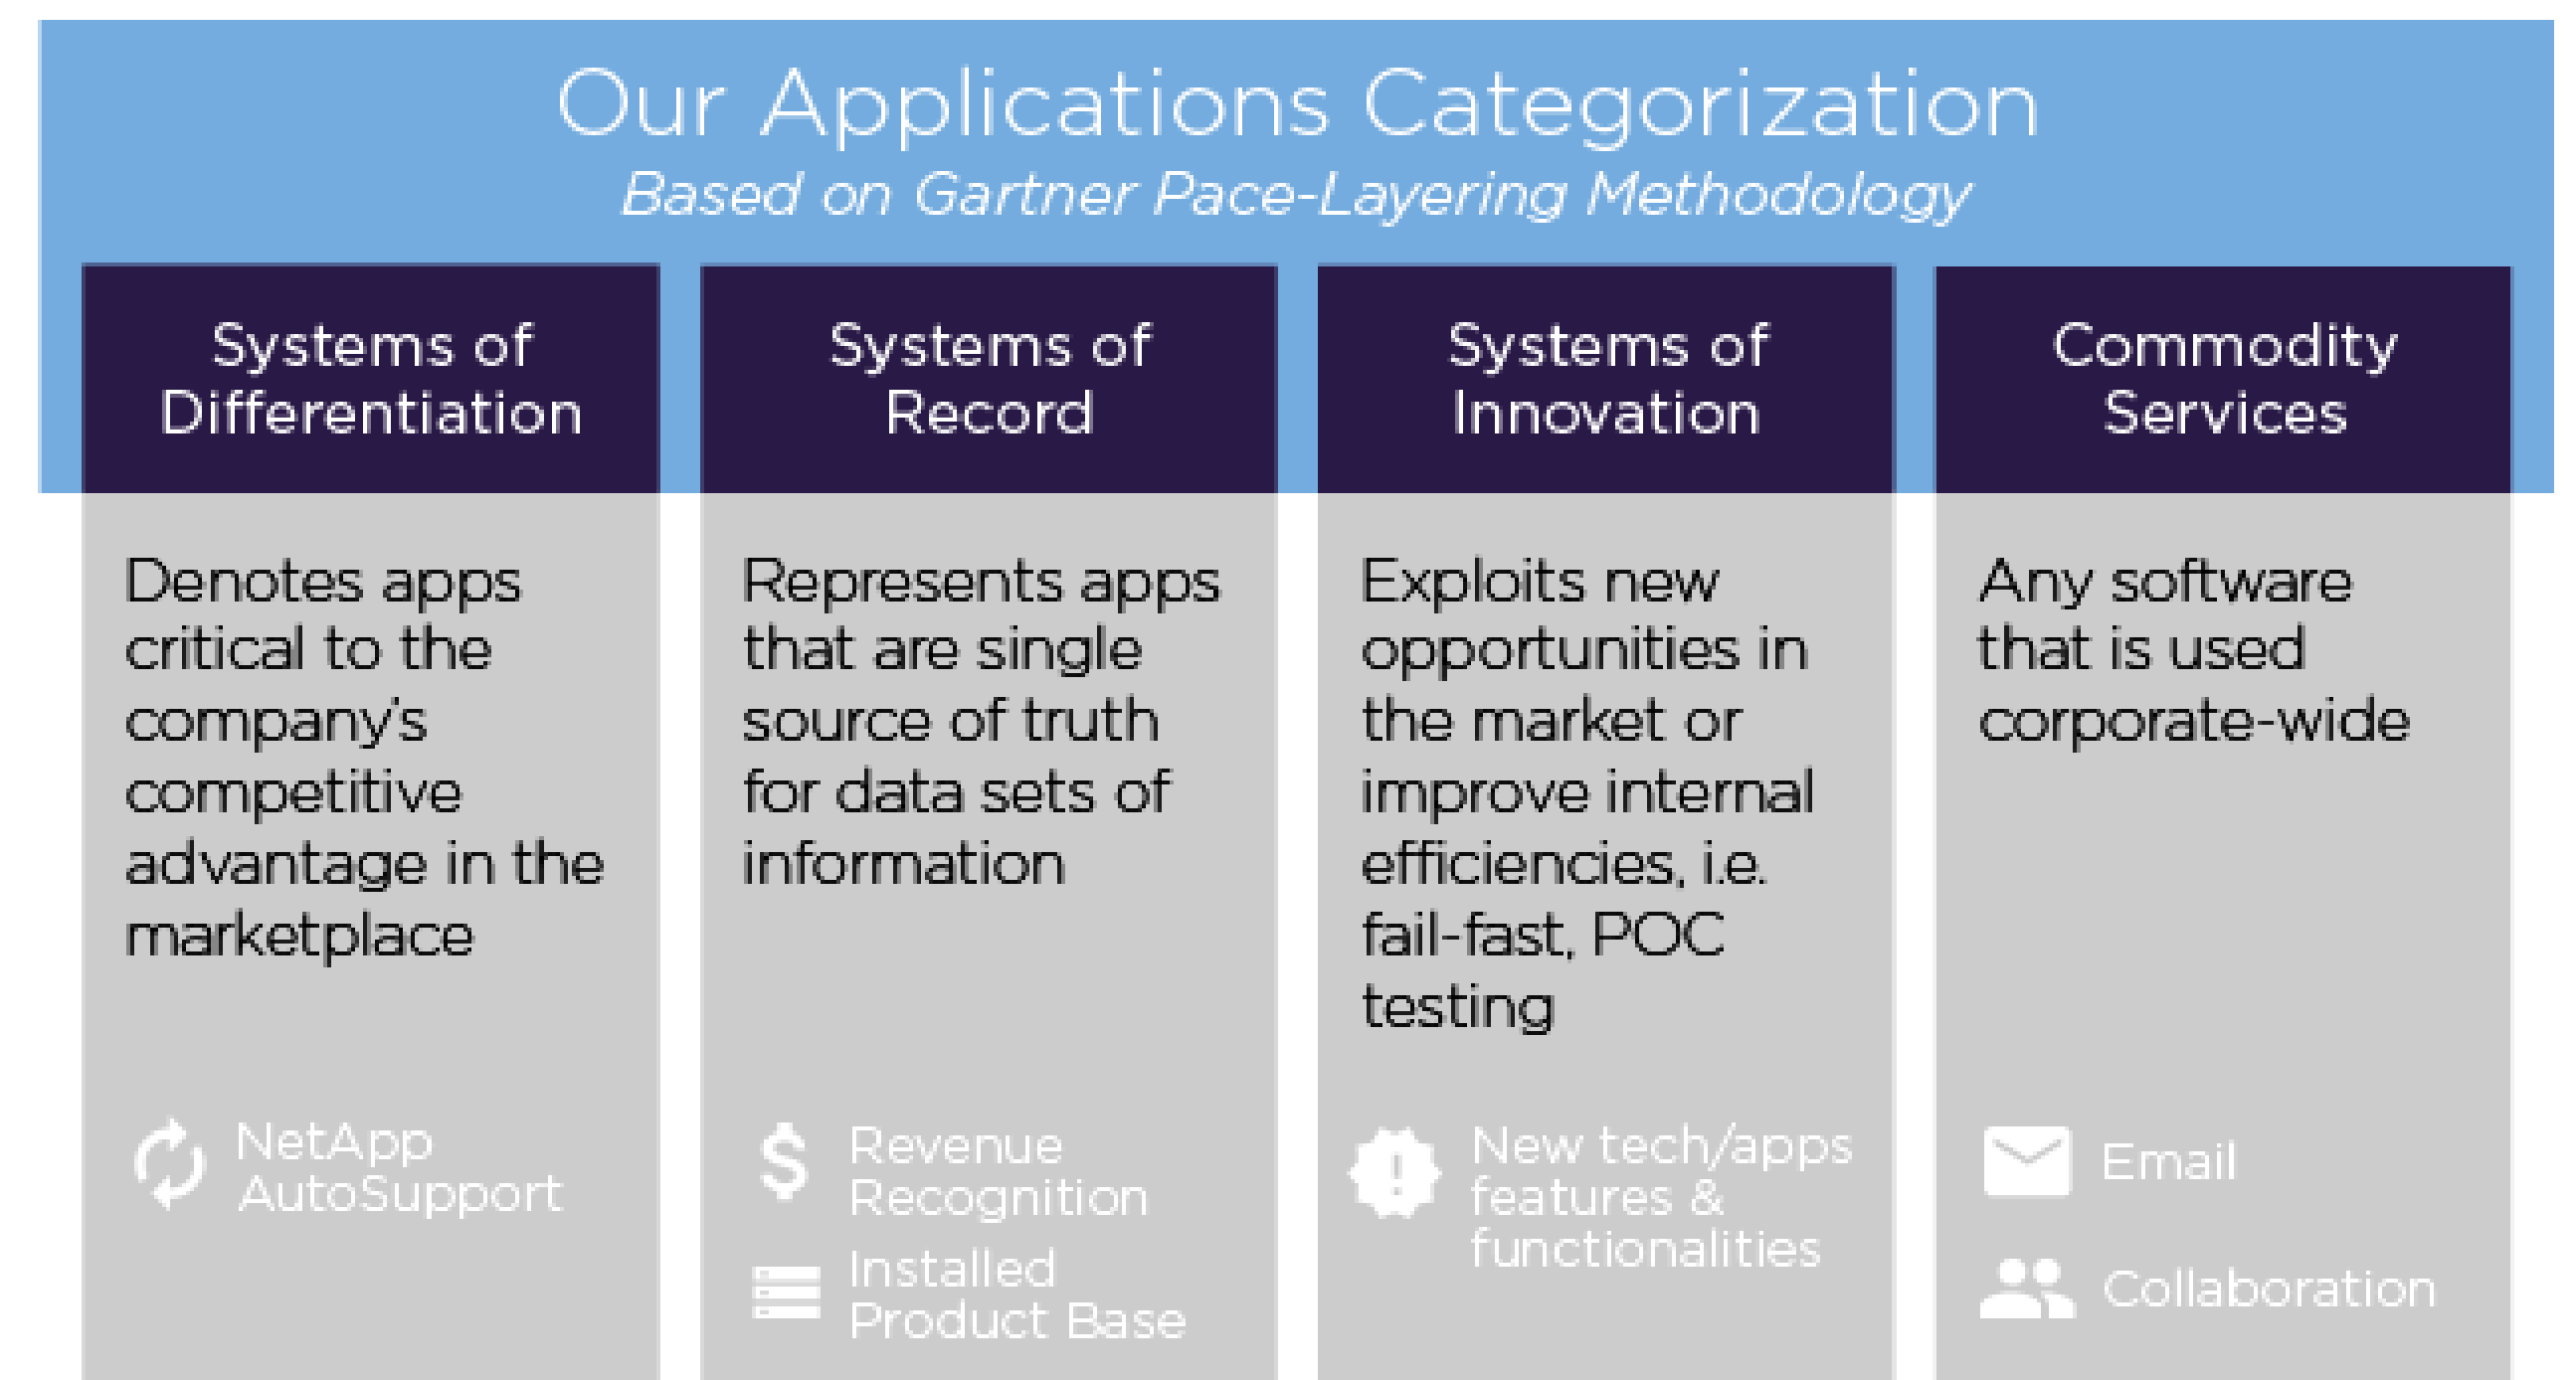 Our Applications Categorization
Based on Gartner Pace-Layering Methodology
Systems of
Differentiation
Denotes apps
critical to the
company's
competitive
advantage in the
marketplace
NetApp
AutoSupport
Systems of
Record
Represents apps
that are single
source of truth
for data sets of
information
Revenue
Recognition
Installed
Product Base
Systems of
Innovation
Exploits new
opportunities in
the market or
improve internal
efficiencies, i.e.
fail-fast, POC
testing
New tech/apps
features &
functionalities
Commodity
Services
Any software
that is used
corporate-wide
Email
Collaboration